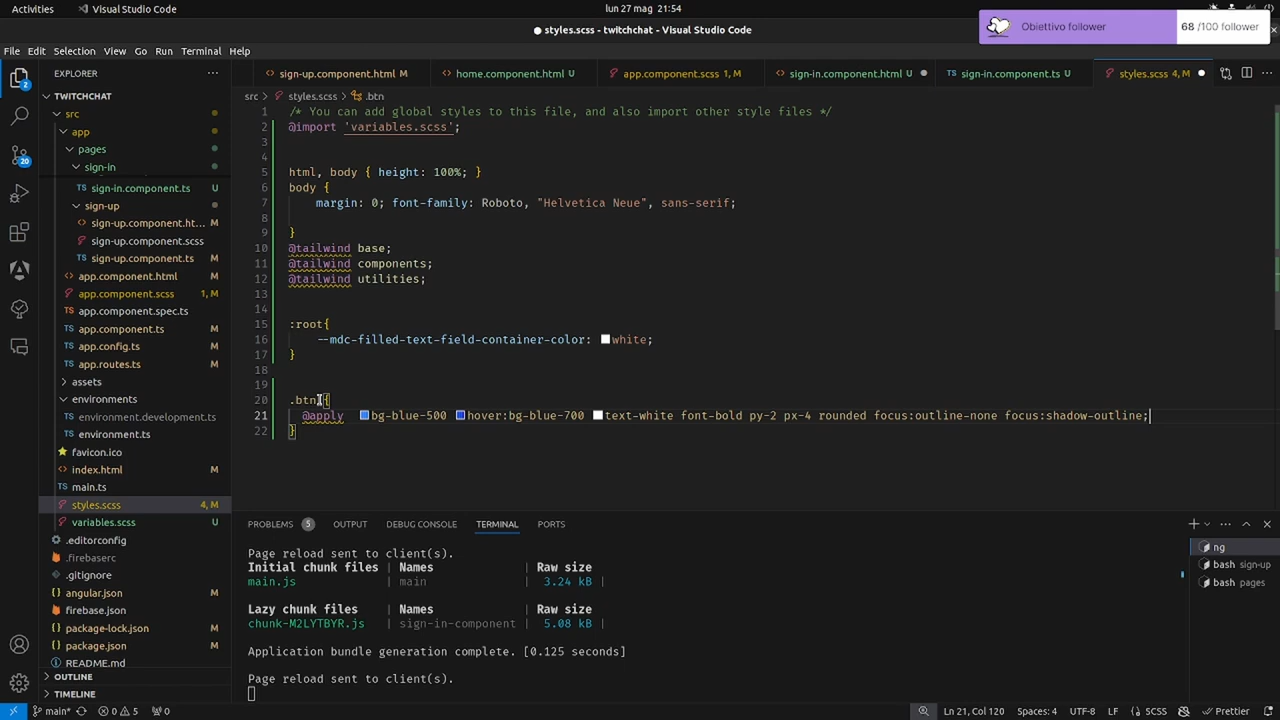 Activities
Visual Studio Code
lun 27 mag 21:54
Obiettivo follower
68 /100 follower
● styles.scss - twitchchat - Visual Studio Code
File Edit Selection View Go Run Terminal Help
EXPLORER
sign-up.component.html M
home.component.html U
app.component.scss 1, M
sign-in.component.html U
sign-in.component.ts U
styles.scss 4, M
TWITCHCHAT
src
app
pages
sign-in
sign-in.component.ts U
sign-up
sign-up.component.ht... M
sign-up.component.scss M
sign-up.component.ts M
app.component.html M
app.component.scss 1, M
app.component.spec.ts
app.component.ts M
app.config.ts M
app.routes.ts M
assets
environments
environment.development.ts
environment.ts M
favicon.ico
index.html M
main.ts
styles.scss 4, M
variables.scss U
.editorconfig
.firebaserc
.gitignore
angular.json M
firebase.json
package-lock.json M
package.json M
README.md
OUTLINE
TIMELINE
src > styles.scss > .btn
1 /* You can add global styles to this file, and also import other style files */
2 @import 'variables.scss';
3
4
5 html, body { height: 100%; }
6 body {
7 margin: 0; font-family: Roboto, "Helvetica Neue", sans-serif;
8
9 }
10 @tailwind base;
11 @tailwind components;
12 @tailwind utilities;
13
14
15 :root{
16 --mdc-filled-text-field-container-color: white;
17 }
18
19
20 .btn{
21 @apply bg-blue-500 hover:bg-blue-700 text-white font-bold py-2 px-4 rounded focus:outline-none focus:shadow-outline;
22 }
PROBLEMS 5 OUTPUT DEBUG CONSOLE TERMINAL PORTS
Page reload sent to client(s).
Initial chunk files | Names | Raw size
main.js | main | 3.24 kB |
Lazy chunk files | Names | Raw size
chunk-M2LYTBYR.js | sign-in-component | 5.08 kB |
Application bundle generation complete. [0.125 seconds]
Page reload sent to client(s).
ng
bash sign-up
bash pages
2
20
main* 0 5 0
Ln 21, Col 120 Spaces: 4 UTF-8 LF SCSS Prettier